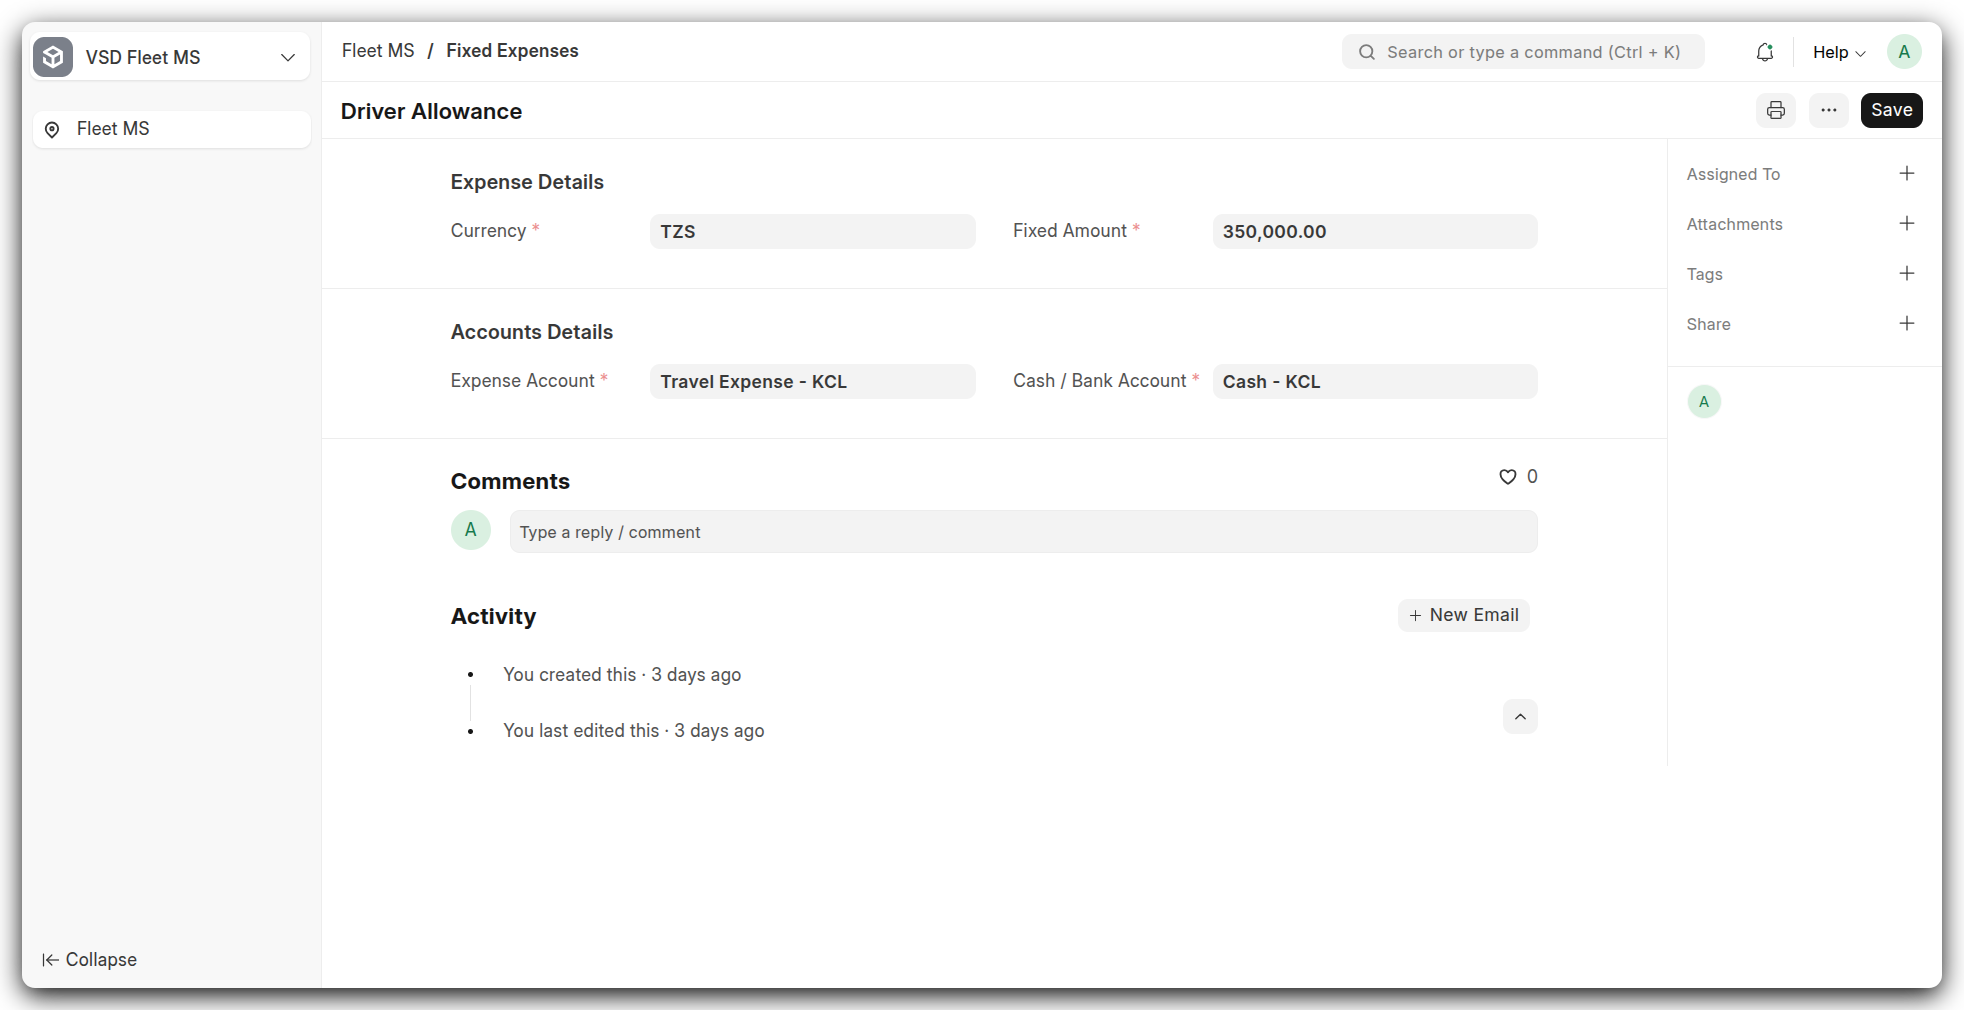 VSD Fleet MS
Fleet MS / Fixed Expenses
Search or type a command (Ctrl + K)
Help
A
Fleet MS
Driver Allowance
Save
Expense Details
Currency *
TZS
Fixed Amount *
350,000.00
Accounts Details
Expense Account *
Travel Expense - KCL
Cash / Bank Account *
Cash - KCL
Assigned To
Attachments
Tags
Share
A
Comments
0
A
Type a reply / comment
Activity
New Email
You created this · 3 days ago
You last edited this · 3 days ago
Collapse